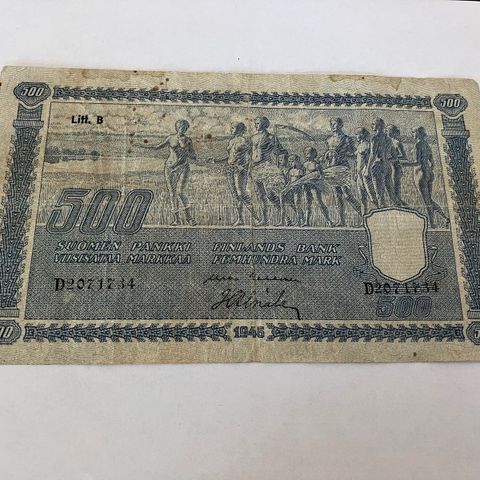 500 500
Litt. B
500
SUOMEN PANKKI FINLANDS BANK
VIISISATAA MARKKAA FEMHUNDRA MARK
D2071734 D2071734
500
1945